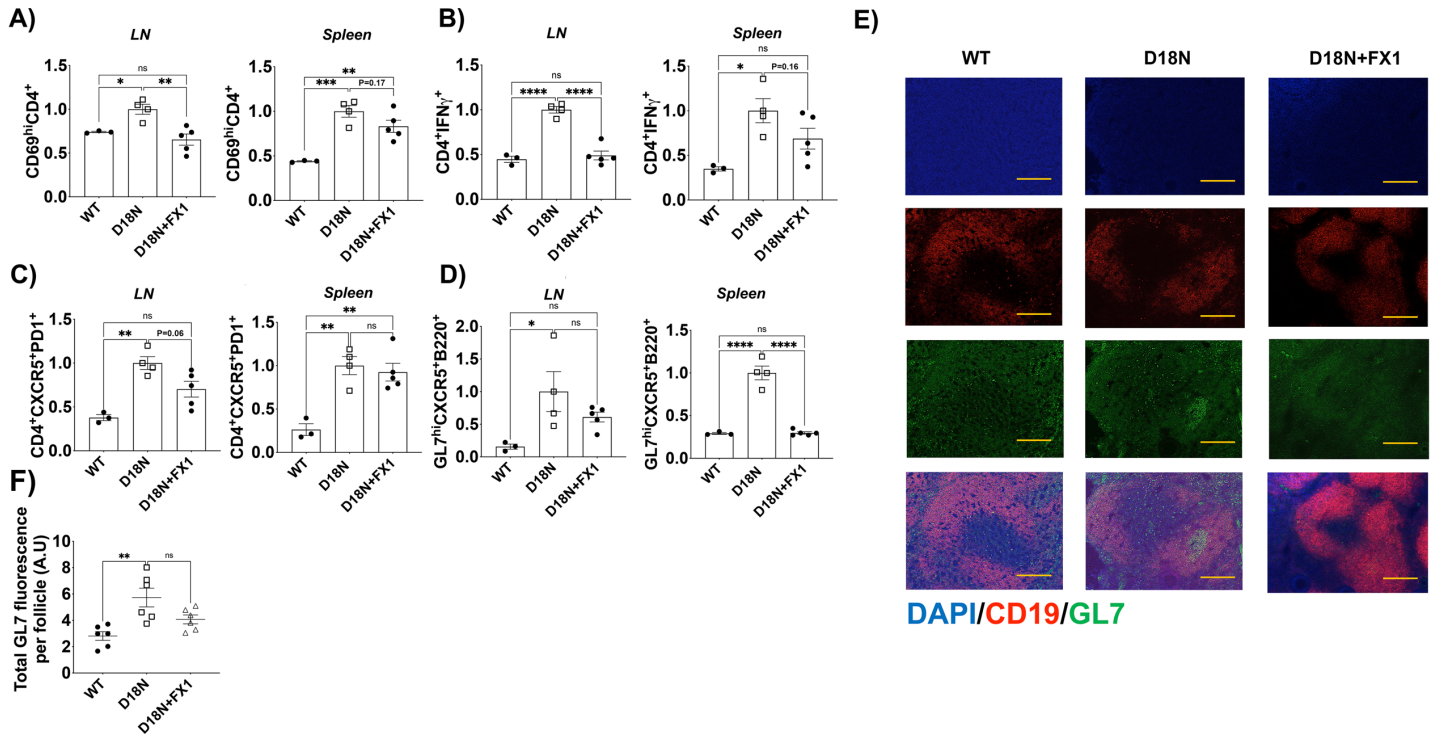 A)
LN
CD69hiCD4+
1.5
1.0
0.5
0.0
ns
*
**
WT
D18N
D18N+FX1
Spleen
CD69hiCD4+
1.5
1.0
0.5
0.0
**
***
P=0.17
WT
D18N
D18N+FX1
B)
LN
CD4+IFNγ+
1.5
1.0
0.5
0.0
ns
****
****
WT
D18N
D18N+FX1
Spleen
CD4+IFNγ+
1.5
1.0
0.5
0.0
ns
*
P=0.16
WT
D18N
D18N+FX1
C)
LN
CD4+CXCR5+PD1+
1.5
1.0
0.5
0.0
ns
**
P=0.06
WT
D18N
D18N+FX1
Spleen
CD4+CXCR5+PD1+
1.5
1.0
0.5
0.0
**
**
ns
WT
D18N
D18N+FX1
D)
LN
GL7hiCXCR5+B220+
2.0
1.5
1.0
0.5
0.0
ns
*
ns
WT
D18N
D18N+FX1
Spleen
GL7hiCXCR5+B220+
1.5
1.0
0.5
0.0
ns
****
****
WT
D18N
D18N+FX1
E)
WT
D18N
D18N+FX1
DAPI/CD19/GL7
F)
Total GL7 fluorescence
per follicle (A.U)
10
8
6
4
2
0
**
ns
WT
D18N
D18N+FX1